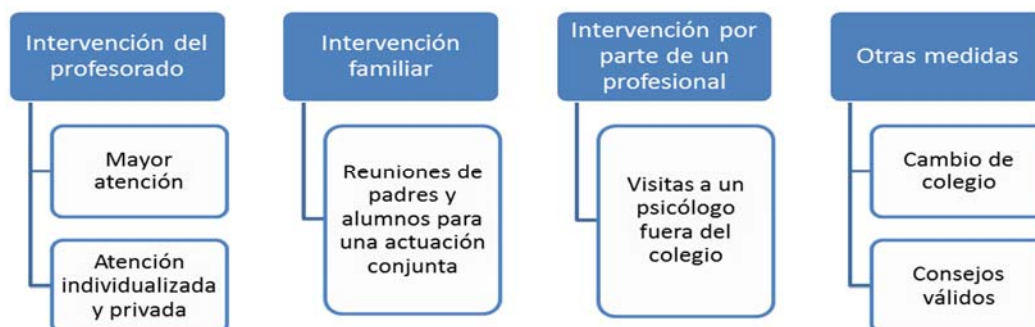 Intervención del
profesorado
Mayor
atención
Atención
individualizada
y privada
Intervención
familiar
Reuniones de
padres y
alumnos para
una actuación
conjunta
Intervención por
parte de un
profesional
Visitas a un
psicólogo
fuera del
colegio
Otras medidas
Cambio de
colegio
Consejos
válidos